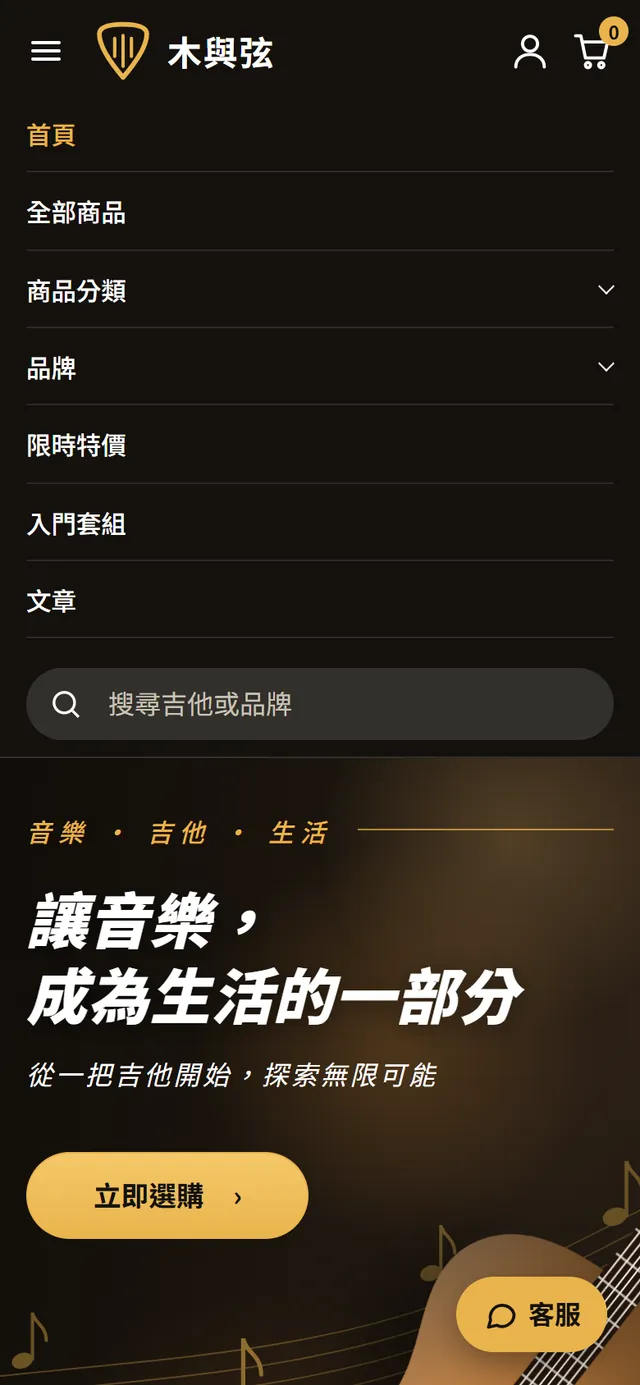 木與弦
0
首頁
全部商品
商品分類
品牌
限時特價
入門套組
文章
搜尋吉他或品牌
音樂 · 吉他 · 生活
讓音樂，
成為生活的一部分
從一把吉他開始，探索無限可能
立即選購 ›
客服